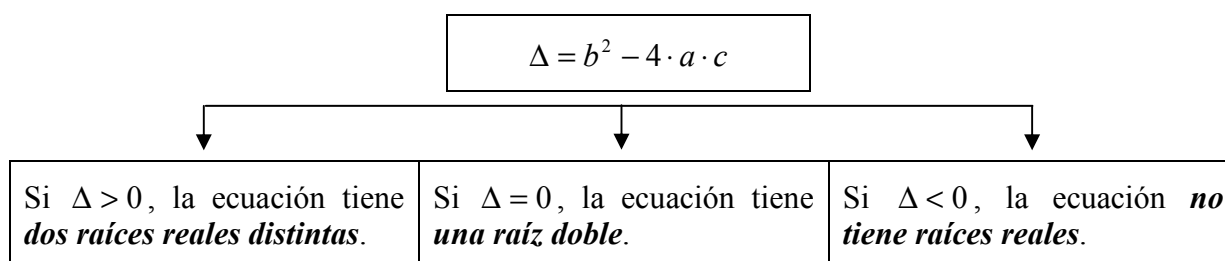 Δ = b² − 4 · a · c
Si Δ > 0, la ecuación tiene
dos raíces reales distintas.
Si Δ = 0, la ecuación tiene
una raíz doble.
Si Δ < 0, la ecuación no
tiene raíces reales.